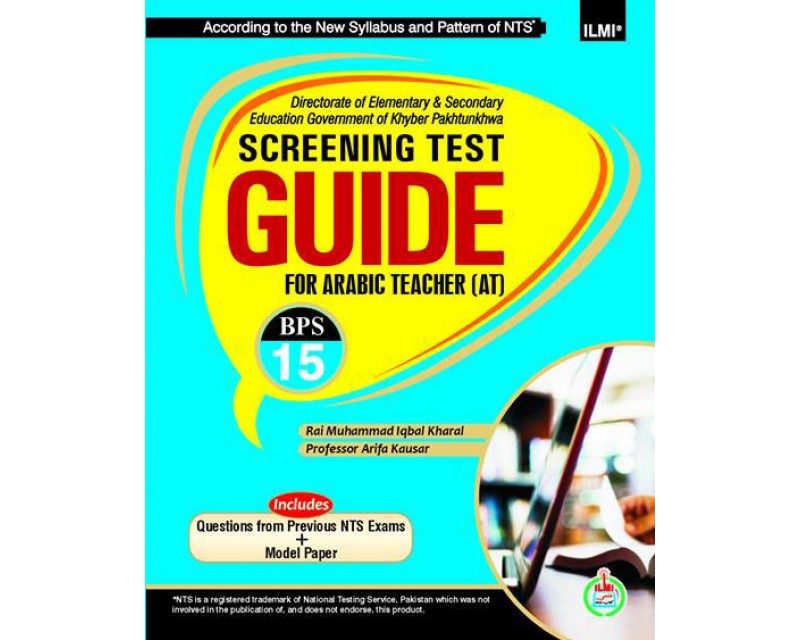 According to the New Syllabus and Pattern of NTS*
ILMI®
Directorate of Elementary & Secondary
Education Government of Khyber Pakhtunkhwa
SCREENING TEST
GUIDE
FOR ARABIC TEACHER (AT)
BPS
15
Rai Muhammad Iqbal Kharal
Professor Arifa Kausar
Includes
Questions from Previous NTS Exams
+
Model Paper
*NTS is a registered trademark of National Testing Service, Pakistan which was not
involved in the publication of, and does not endorse, this product.
ILMI